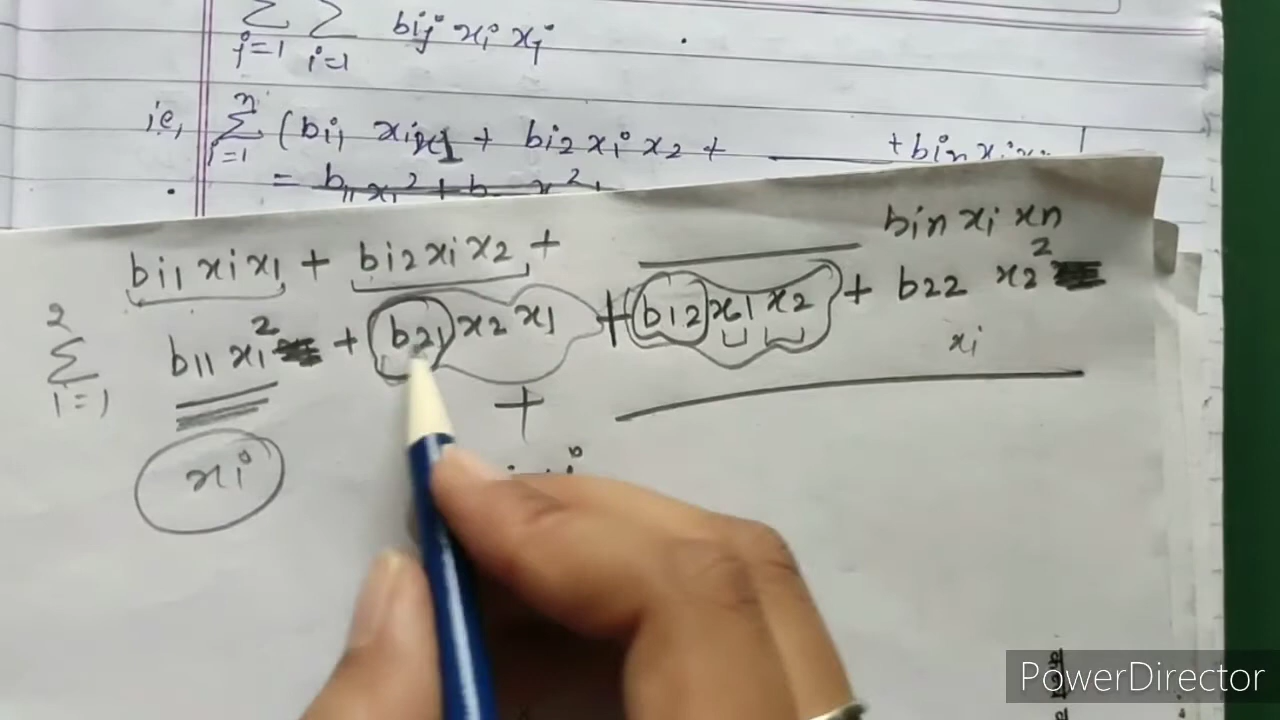 Σ Σ bij xi xj
j=1 i=1
n
ie, Σ (bi1 xi x1 + bi2 xi x2 + ——— + bin xi xn
i=1
= b11 x1² +
bi1 xi x1 + bi2 xi x2 + ——— bin xi xn
2
Σ b11 x1² + b21 x2 x1 + b12 x1 x2 + b22 x2²
i=1
xi
+ ———
xi
PowerDirector